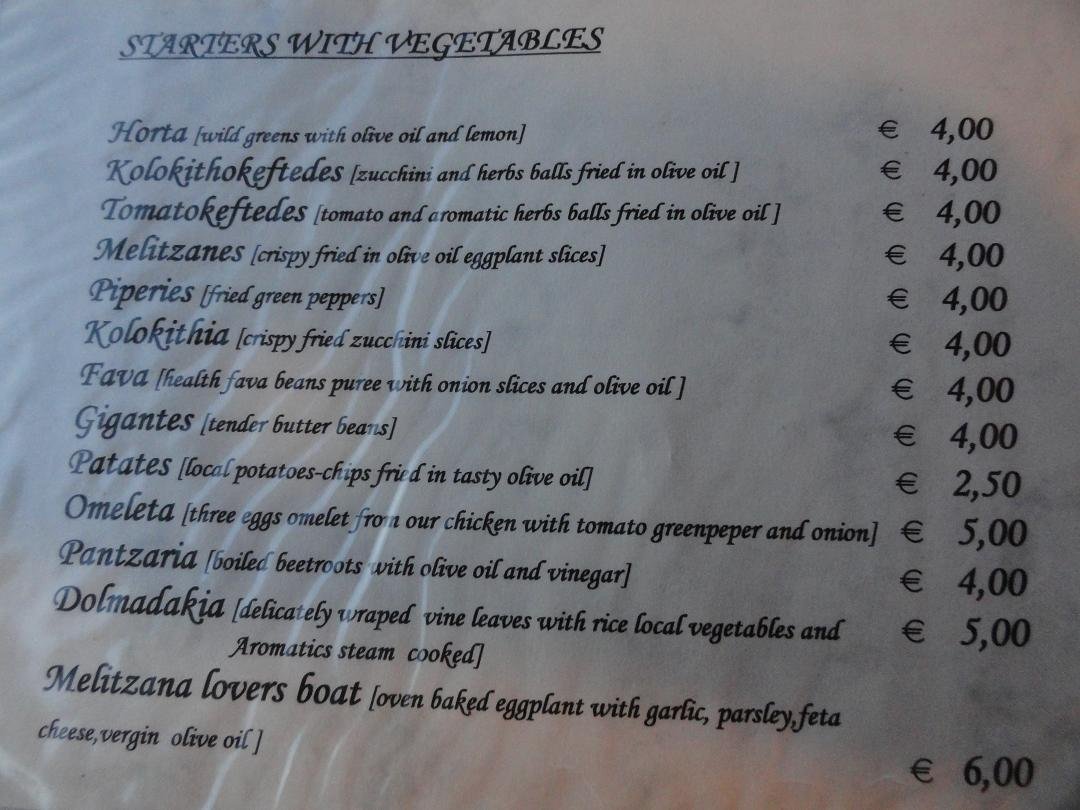 STARTERS WITH VEGETABLES
Horta [wild greens with olive oil and lemon] € 4,00
Kolokithokeftedes [zucchini and herbs balls fried in olive oil ] € 4,00
Tomatokeftedes [tomato and aromatic herbs balls fried in olive oil ] € 4,00
Melitzanes [crispy fried in olive oil eggplant slices] € 4,00
Piperies [fried green peppers] € 4,00
Kolokithia [crispy fried zucchini slices] € 4,00
Fava [health fava beans puree with onion slices and olive oil ] € 4,00
Gigantes [tender butter beans] € 4,00
Patates [local potatoes-chips fried in tasty olive oil] € 2,50
Omeleta [three eggs omelet from our chicken with tomato greenpeper and onion] € 5,00
Pantzaria [boiled beetroots with olive oil and vinegar] € 4,00
Dolmadakia [delicately wraped vine leaves with rice local vegetables and € 5,00
Aromatics steam cooked]
Melitzana lovers boat [oven baked eggplant with garlic, parsley,feta
cheese,vergin olive oil ]
€ 6,00